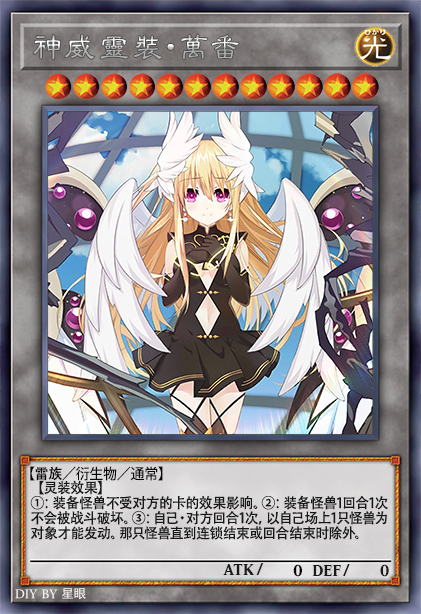 神威靈裝·萬番
ひかり
光
【雷族／衍生物／通常】
【灵装效果】
①：装备怪兽不受对方的卡的效果影响。②：装备怪兽1回合1次
不会被战斗破坏。③：自己·对方回合1次，以自己场上1只怪兽为
对象才能发动。那只怪兽直到连锁结束或回合结束时除外。
ATK/ 0 DEF/ 0
DIY BY 星眼